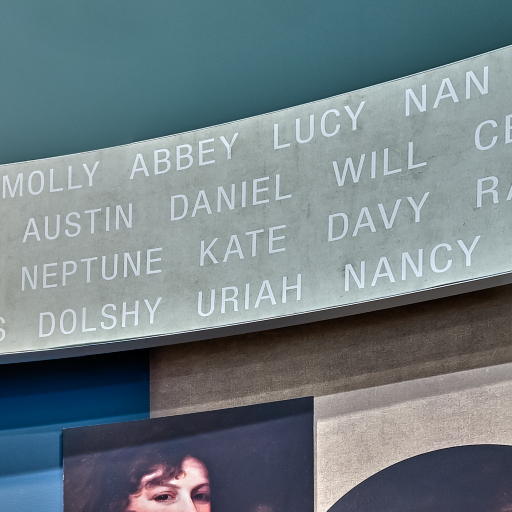 MOLLY ABBEY LUCY NAN
AUSTIN DANIEL WILL
NEPTUNE KATE DAVY
DOLSHY URIAH NANCY